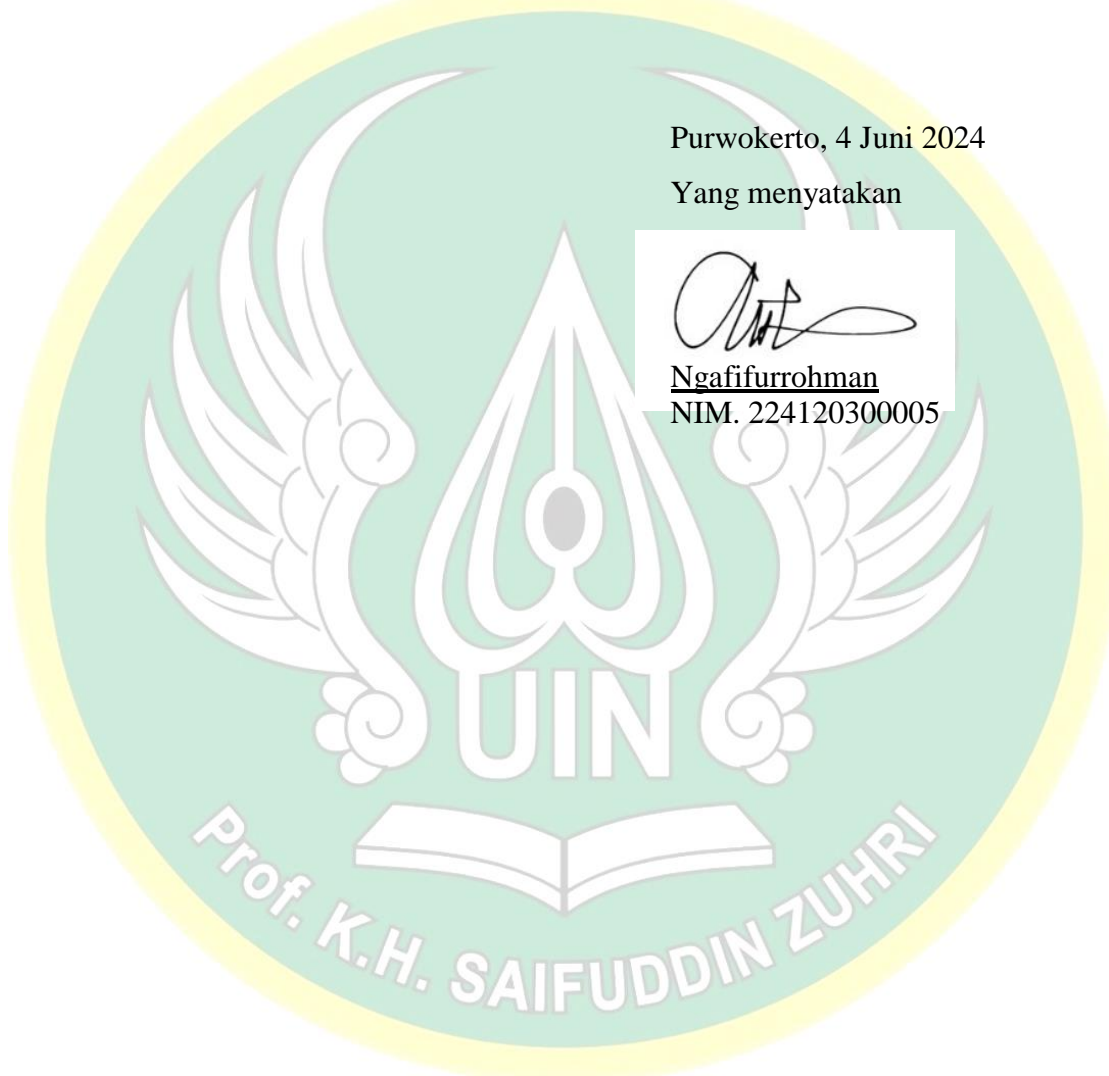 Purwokerto, 4 Juni 2024
Yang menyatakan
Ngafifurrohman
NIM. 224120300005
UIN
Prof. K.H. SAIFUDDIN ZUHRI